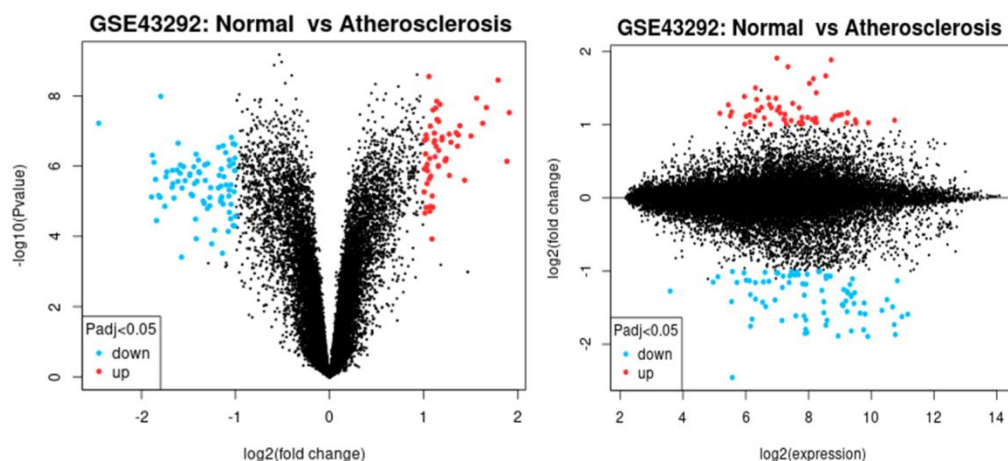 GSE43292: Normal vs Atherosclerosis
-log10(Pvalue)
8
6
4
2
0
Padj<0.05
down
up
-2
-1
0
1
2
log2(fold change)
GSE43292: Normal vs Atherosclerosis
log2(fold change)
2
1
0
-1
-2
Padj<0.05
down
up
2
4
6
8
10
12
14
log2(expression)